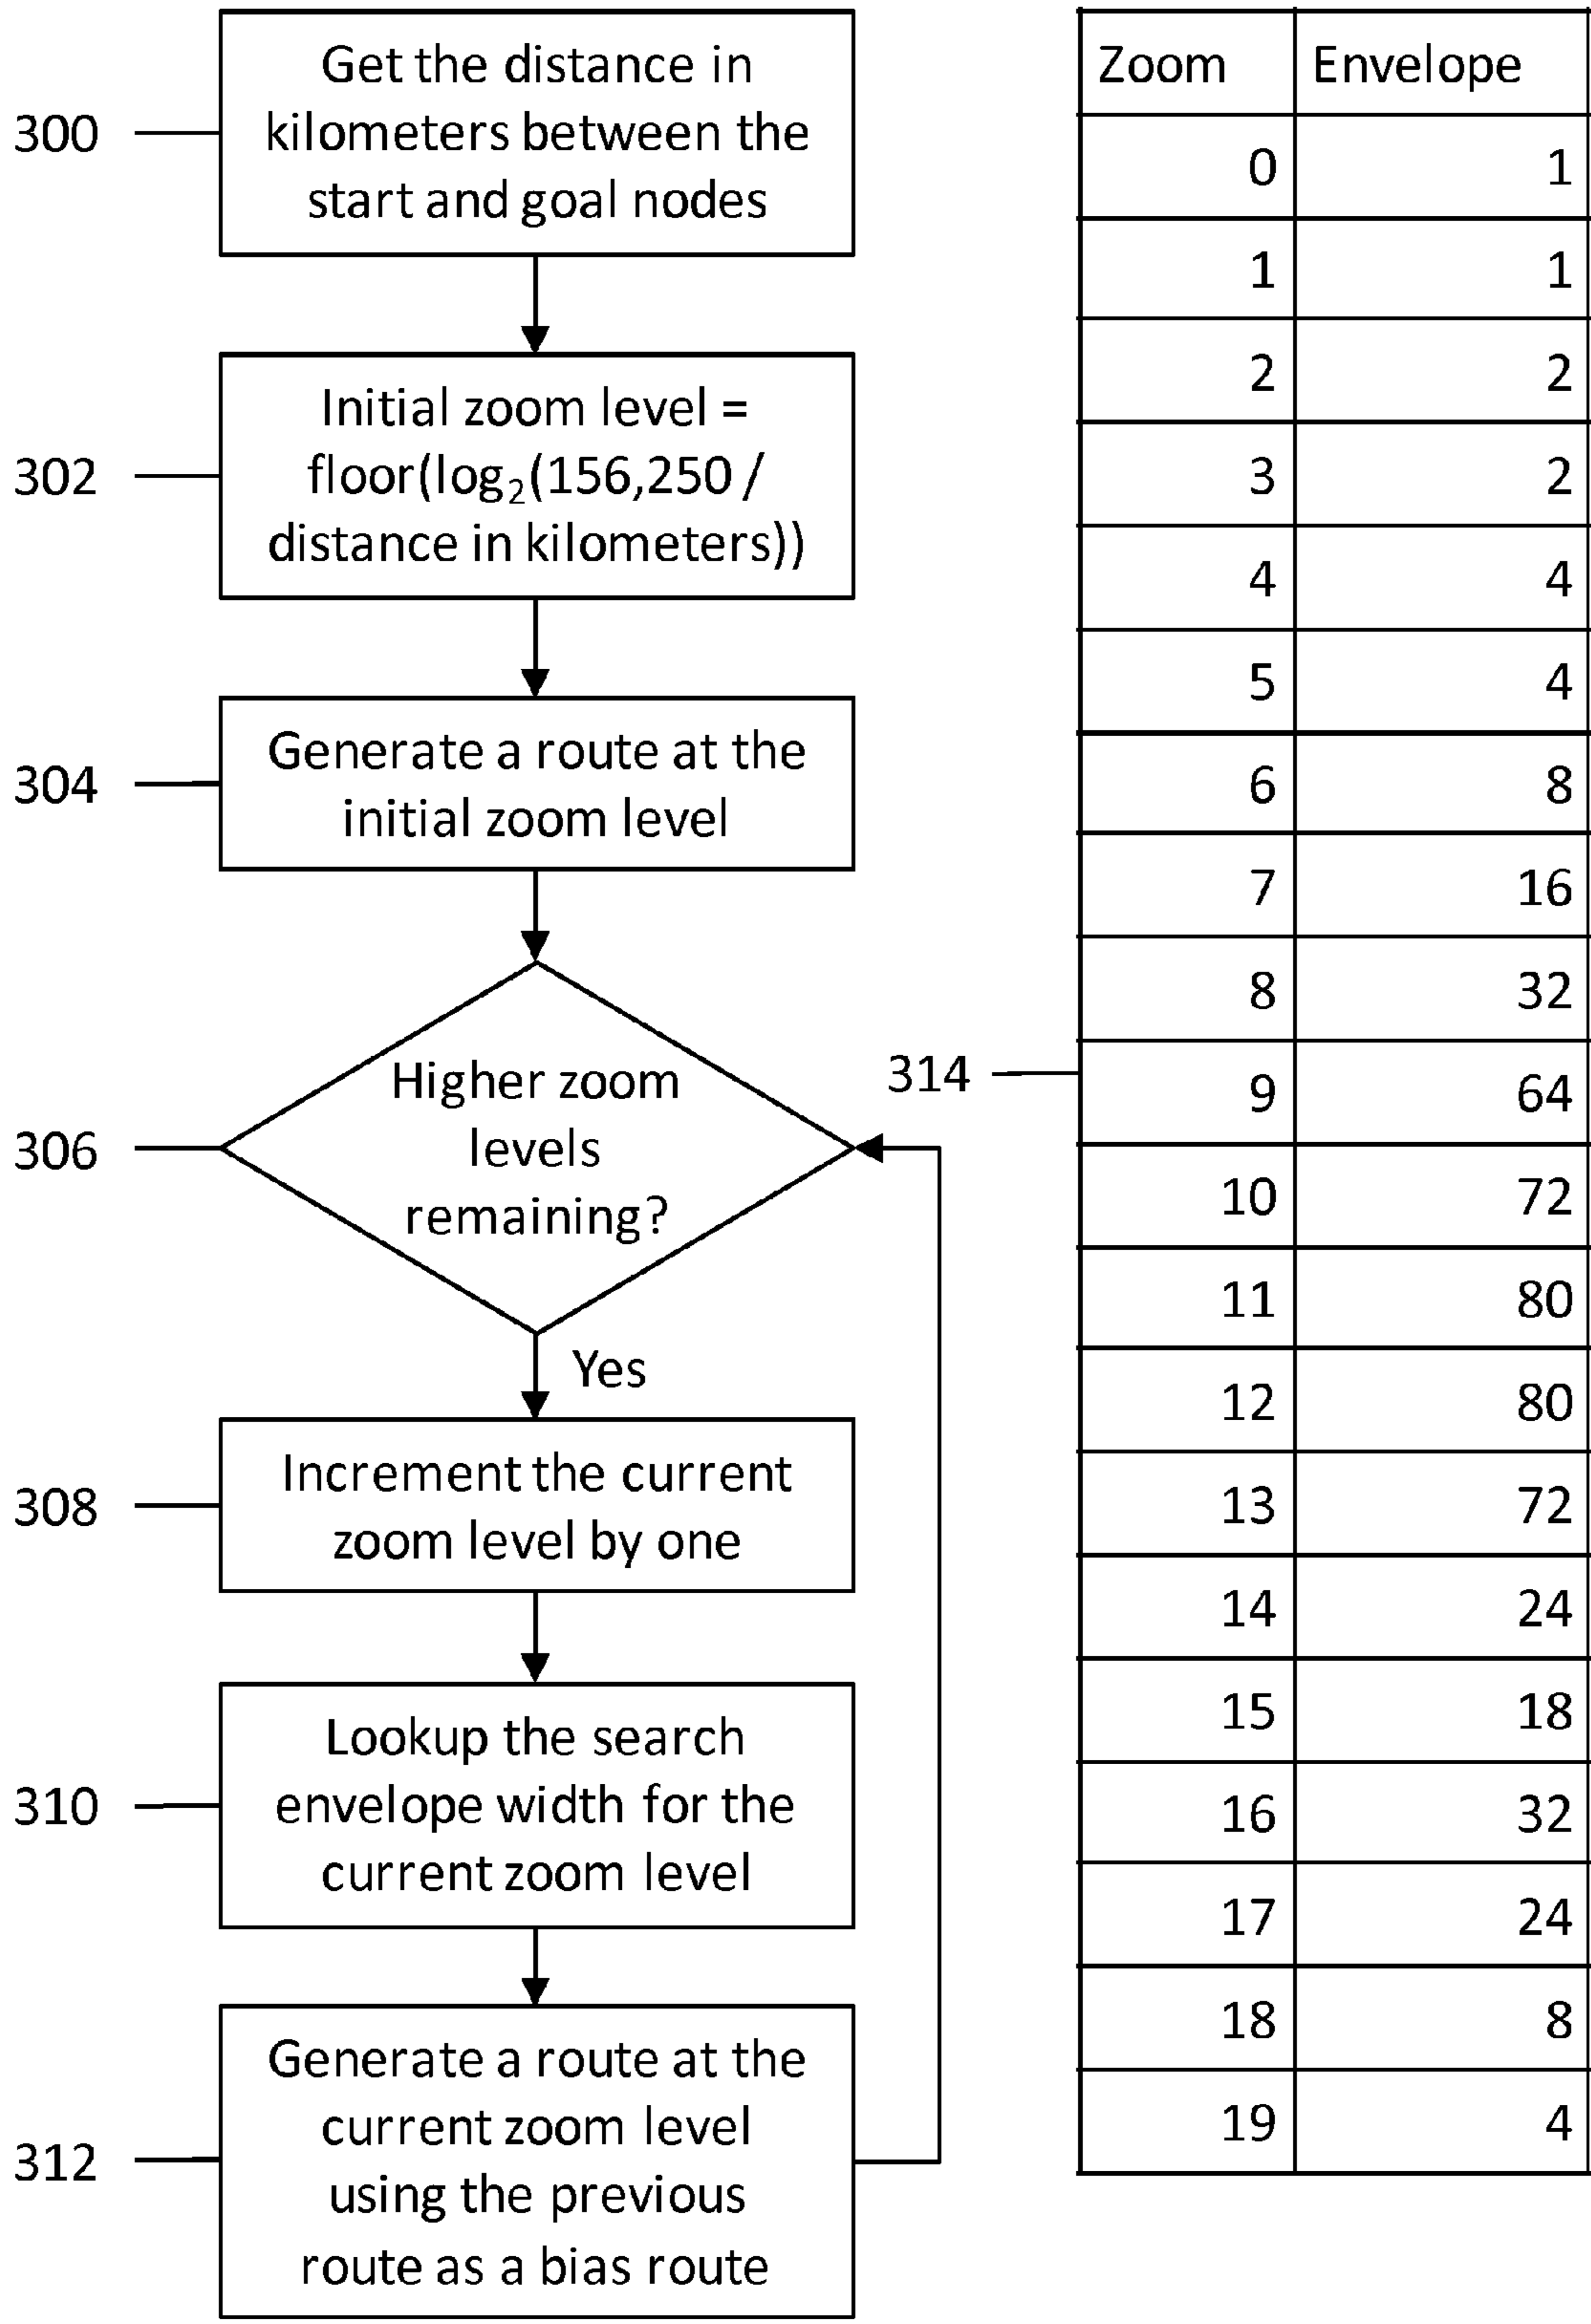 300
Get the distance in
kilometers between the
start and goal nodes
302
Initial zoom level =
floor(log₂(156,250 /
distance in kilometers))
304
Generate a route at the
initial zoom level
306
Higher zoom
levels
remaining?
Yes
308
Increment the current
zoom level by one
310
Lookup the search
envelope width for the
current zoom level
312
Generate a route at the
current zoom level
using the previous
route as a bias route
314
Zoom Envelope
0 1
1 1
2 2
3 2
4 4
5 4
6 8
7 16
8 32
9 64
10 72
11 80
12 80
13 72
14 24
15 18
16 32
17 24
18 8
19 4